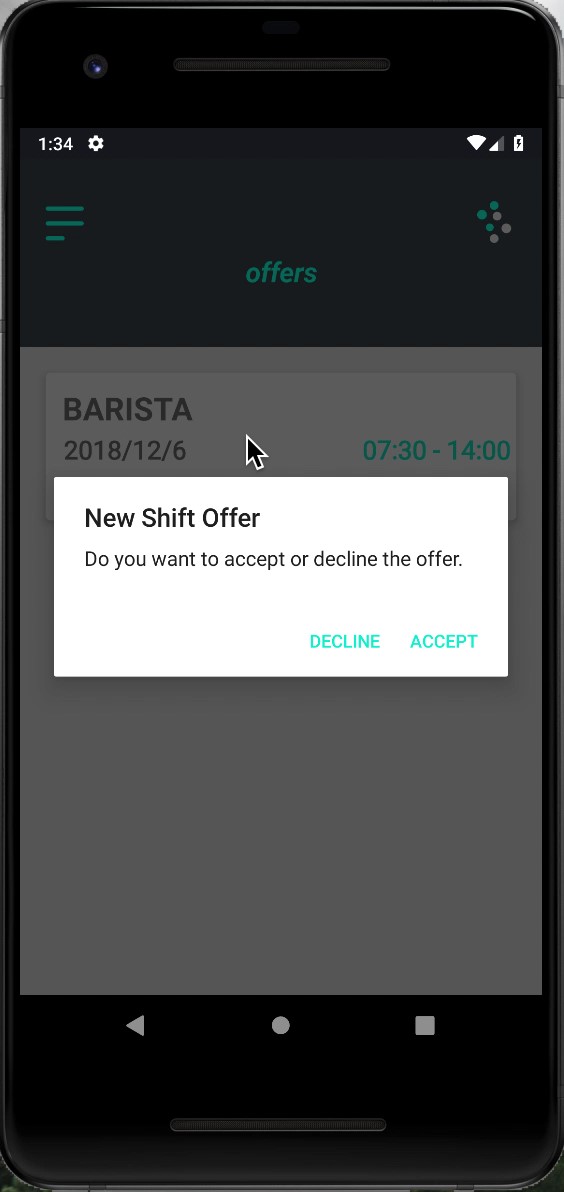 1:34
offers
BARISTA
2018/12/6 07:30 - 14:00
New Shift Offer
Do you want to accept or decline the offer.
DECLINE ACCEPT